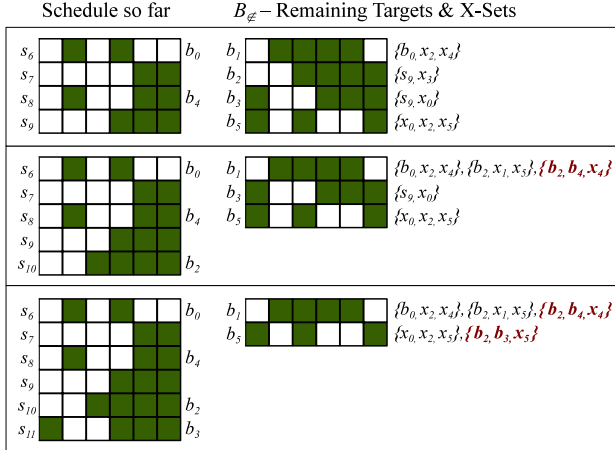 Schedule so far B∉ – Remaining Targets & X-Sets
s6 b0 b1 {b0, x2, x4}
s7 b2 {s9, x3}
s8 b4 b3 {s9, x0}
s9 b5 {x0, x2, x5}
s6 b0 b1 {b0, x2, x4},{b2, x1, x5},{b2, b4, x4}
s7 b3 {s9, x0}
s8 b4 b5 {x0, x2, x5}
s9
s10 b2
s6 b0 b1 {b0, x2, x4},{b2, x1, x5},{b2, b4, x4}
s7 b5 {x0, x2, x5},{b2, b3, x5}
s8 b4
s9
s10 b2
s11 b3